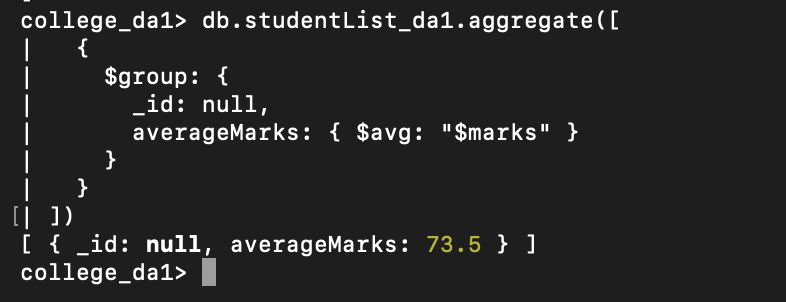 college_da1> db.studentList_da1.aggregate([
|   {
|     $group: {
|       _id: null,
|       averageMarks: { $avg: "$marks" }
|     }
|   }
[| ])
[ { _id: null, averageMarks: 73.5 } ]
college_da1>